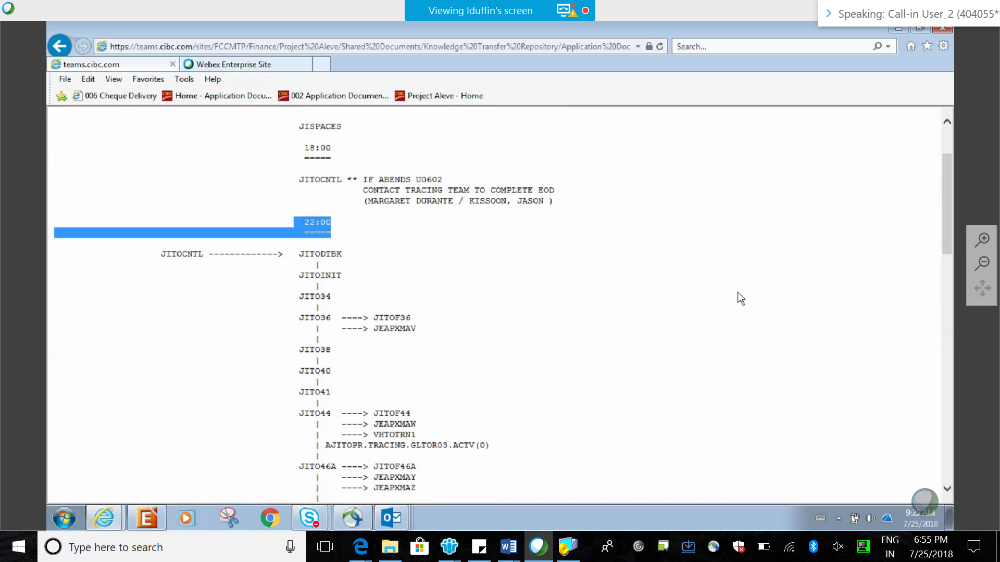 Viewing lduffin's screen
Speaking: Call-in User_2 (404055*
https://teams.cibc.com/sites/FCCMTP/Finance/Project%20Aleve/Shared%20Documents/Knowledge%20Transfer%20Repository/Application%20Doc
Search...
teams.cibc.com
Webex Enterprise Site
File Edit View Favorites Tools Help
006 Cheque Delivery Home - Application Docu... 002 Application Documen... Project Aleve - Home
JISPACES
18:00
=====
JITOCNTL ** IF ABENDS U0602
CONTACT TRACING TEAM TO COMPLETE EOD
(MARGARET DURANTE / KISSOON, JASON )
22:00
=====
JITOCNTL -------------> JITODTBK
|
JITOINIT
|
JITO34
|
JITO36 ----> JITOF36
| ----> JEAPXMAV
|
JITO38
|
JITO40
|
JITO41
|
JITO44 ----> JITOF44
| ----> JEAPXMAW
| ----> VHTOTRN1
| AJITOPR.TRACING.GLTOR03.ACTV(0)
|
JITO46A ----> JITOF46A
| ----> JEAPXMAY
| ----> JEAPXMAZ
|
9:25 AM
7/25/2018
Type here to search
ENG
IN
6:55 PM
7/25/2018